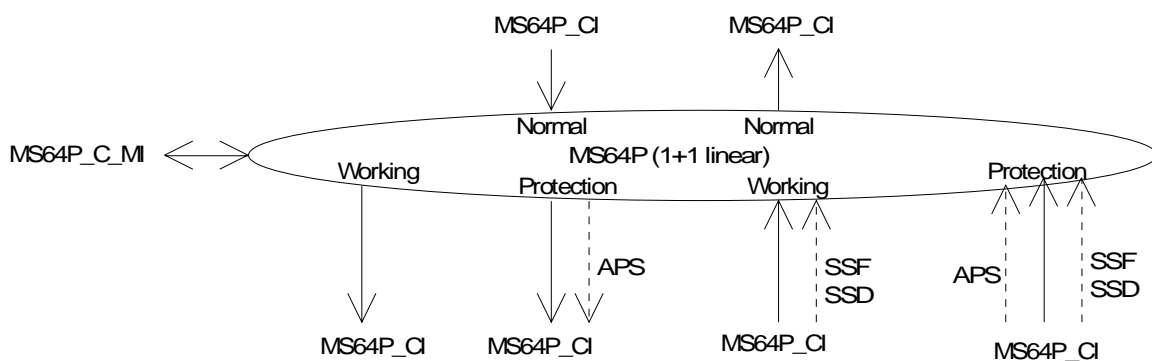 MS64P_CI MS64P_CI
Normal Normal
MS64P_C_MI MS64P (1+1 linear)
Working Protection Working Protection
APS SSF APS SSF
SSD SSD
MS64P_CI MS64P_CI MS64P_CI MS64P_CI